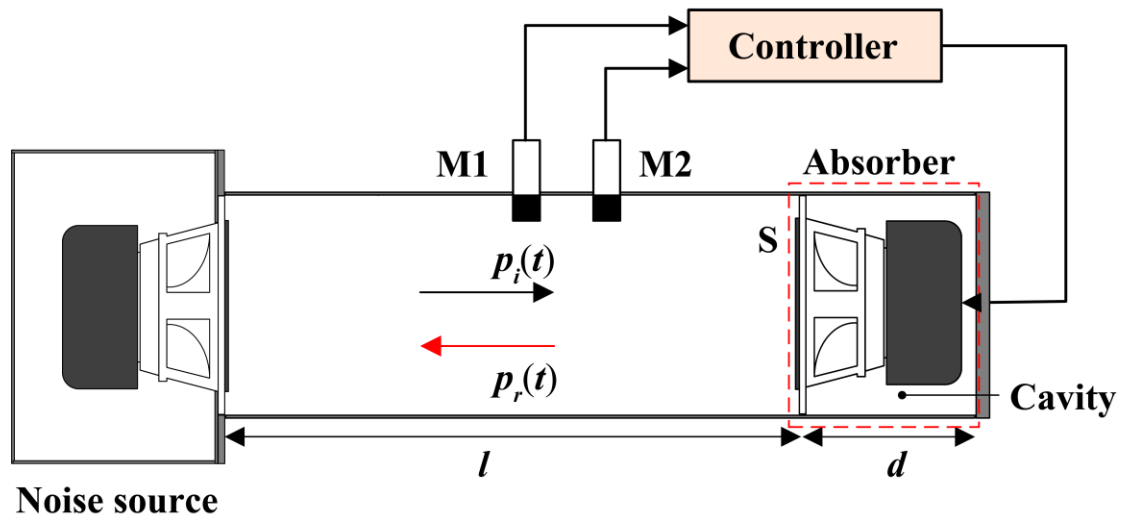 Controller
M1
M2
Absorber
S
p_i(t)
p_r(t)
Cavity
l
d
Noise source